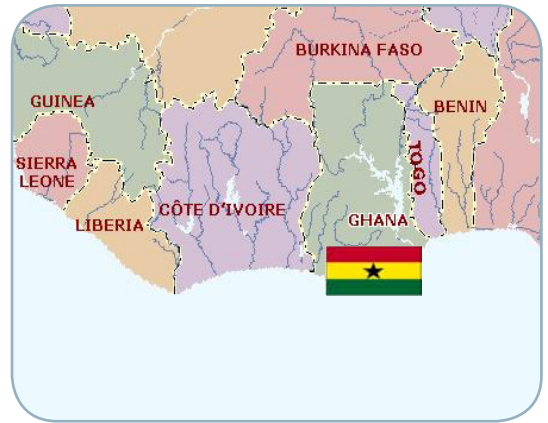 BURKINA FASO
GUINEA
BENIN
SIERRA
LEONE
TOGO
CÔTE D'IVOIRE
LIBERIA
GHANA